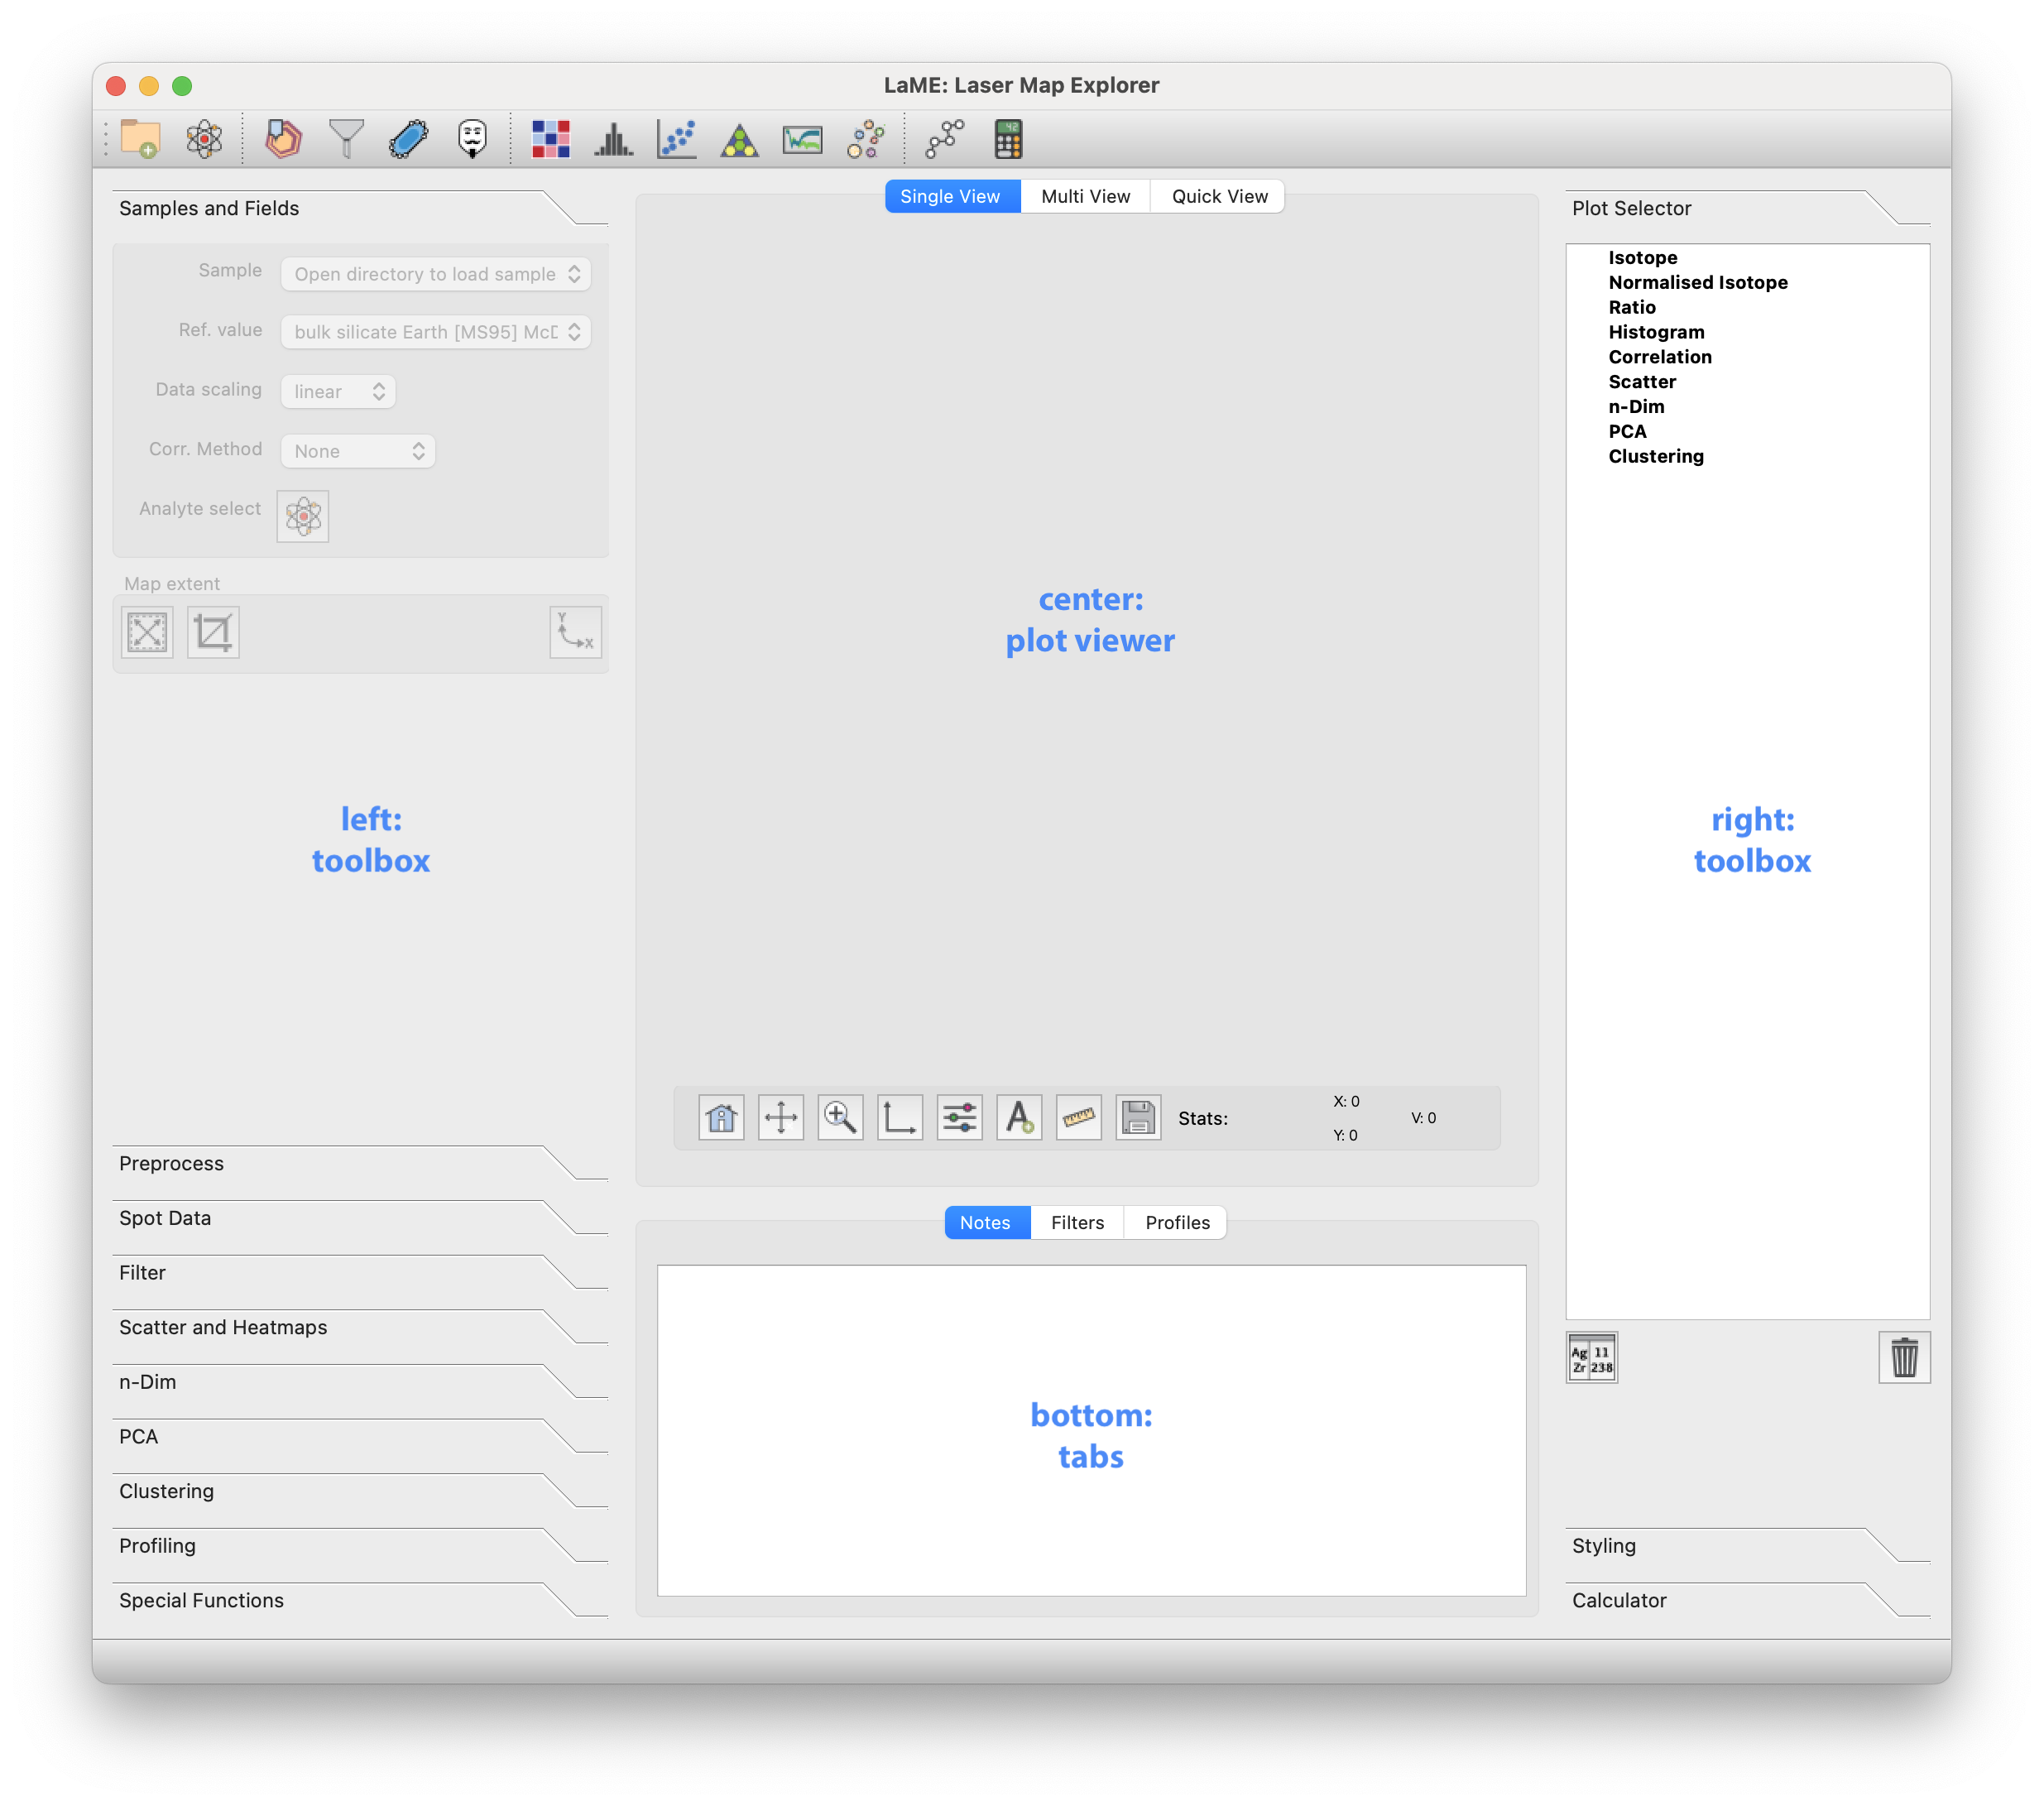 LaME: Laser Map Explorer
42
Samples and Fields
Sample
Open directory to load sample
Ref. value
bulk silicate Earth [MS95] McD
Data scaling
linear
Corr. Method
None
Analyte select
Map extent
Y
X
left:
toolbox
Preprocess
Spot Data
Filter
Scatter and Heatmaps
n-Dim
PCA
Clustering
Profiling
Special Functions
Single View
Multi View
Quick View
center:
plot viewer
A
Stats:
X: 0
Y: 0
V: 0
Notes
Filters
Profiles
bottom:
tabs
Plot Selector
Isotope
Normalised Isotope
Ratio
Histogram
Correlation
Scatter
n-Dim
PCA
Clustering
right:
toolbox
Ag 11
Zr 238
Styling
Calculator